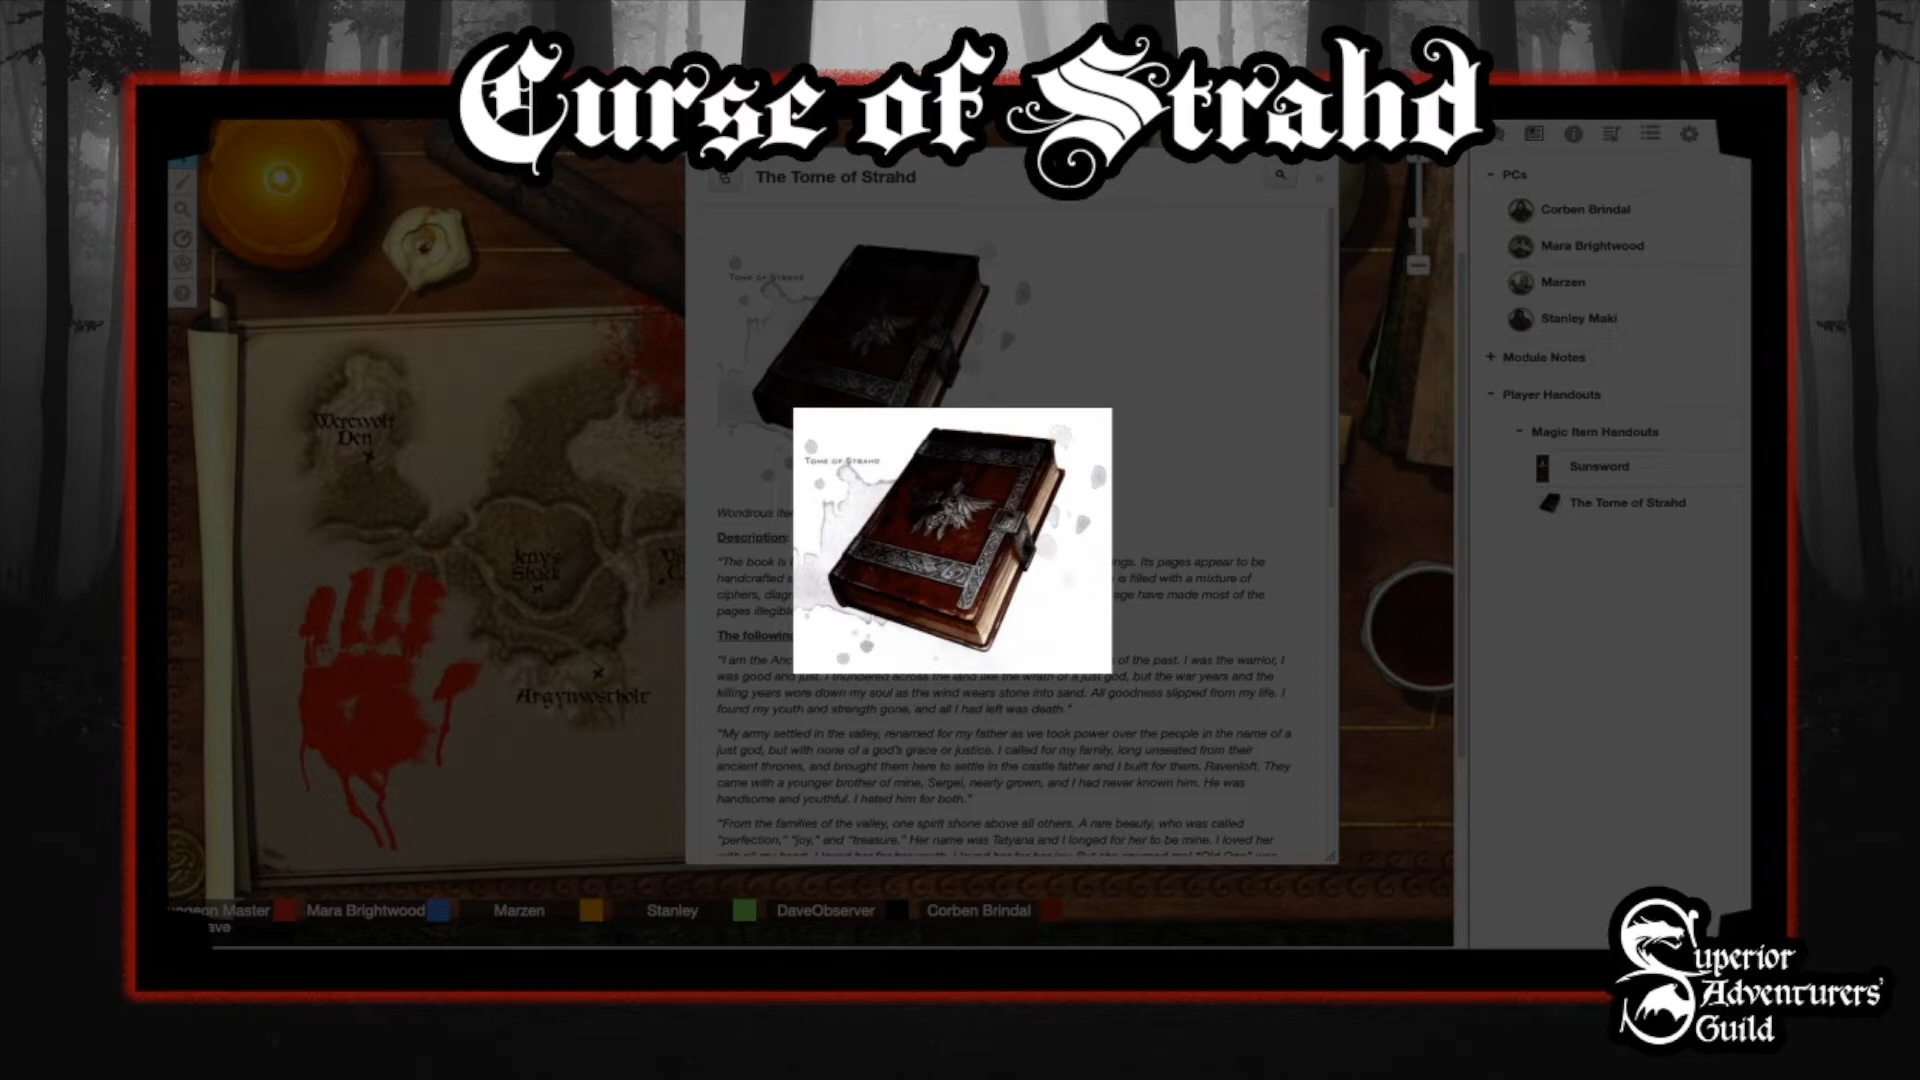 Curse of Strahd
The Tome of Strahd
PCs
Corben Brindal
Mara Brightwood
Marzen
Stanley Maki
Module Notes
Player Handouts
Magic Item Handouts
Sunsword
The Tome of Strahd
Tome of Strahd
Tome of Strahd
Werewolf
Den
Jeny's
Shack
Argynvostholt
Wondrous
Description:
"The book is
ngs. Its pages appear to be
handcrafted
is filled with a mixture of
ciphers,
age have made most of the
pages
The following
"I am the
of the past. I was the warrior, I
was good and just. I thundered across the land like the wrath of a just god, but the war years and the
killing years wore down my soul as the wind wears stone into sand. All goodness slipped from my life. I
found my youth and strength gone, and all I had left was death."
"My army settled in the valley, renamed for my father as we took power over the people in the name of a
just god, but with none of a god's grace or justice. I called for my family, long unseated from their
ancient thrones, and brought them here to settle in the castle father and I built for them. Ravenloft. They
came with a younger brother of mine, Sergei, nearly grown, and I had never known him. He was
handsome and youthful. I hated him for both."
"From the families of the valley, one spirit shone above all others. A rare beauty, who was called
"perfection," "joy," and "treasure." Her name was Tatyana and I longed for her to be mine. I loved her
Master
Mara Brightwood
Marzen
Stanley
DaveObserver
Corben Brindal
ave
Superior
Adventurers'
Guild